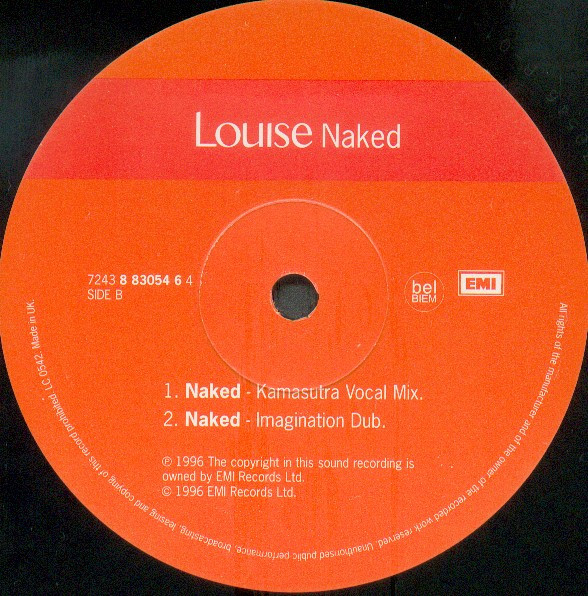 Louise Naked
7243 8 83054 6 4
SIDE B
bel
BIEM
EMI
1. Naked - Kamasutra Vocal Mix.
2. Naked - Imagination Dub.
℗ 1996 The copyright in this sound recording is
owned by EMI Records Ltd.
© 1996 EMI Records Ltd.
All rights of the manufacturer and of the owner of the recorded work reserved. Unauthorised public performance, broadcasting, leasing and copying of this record prohibited. LC 0542. Made in UK.